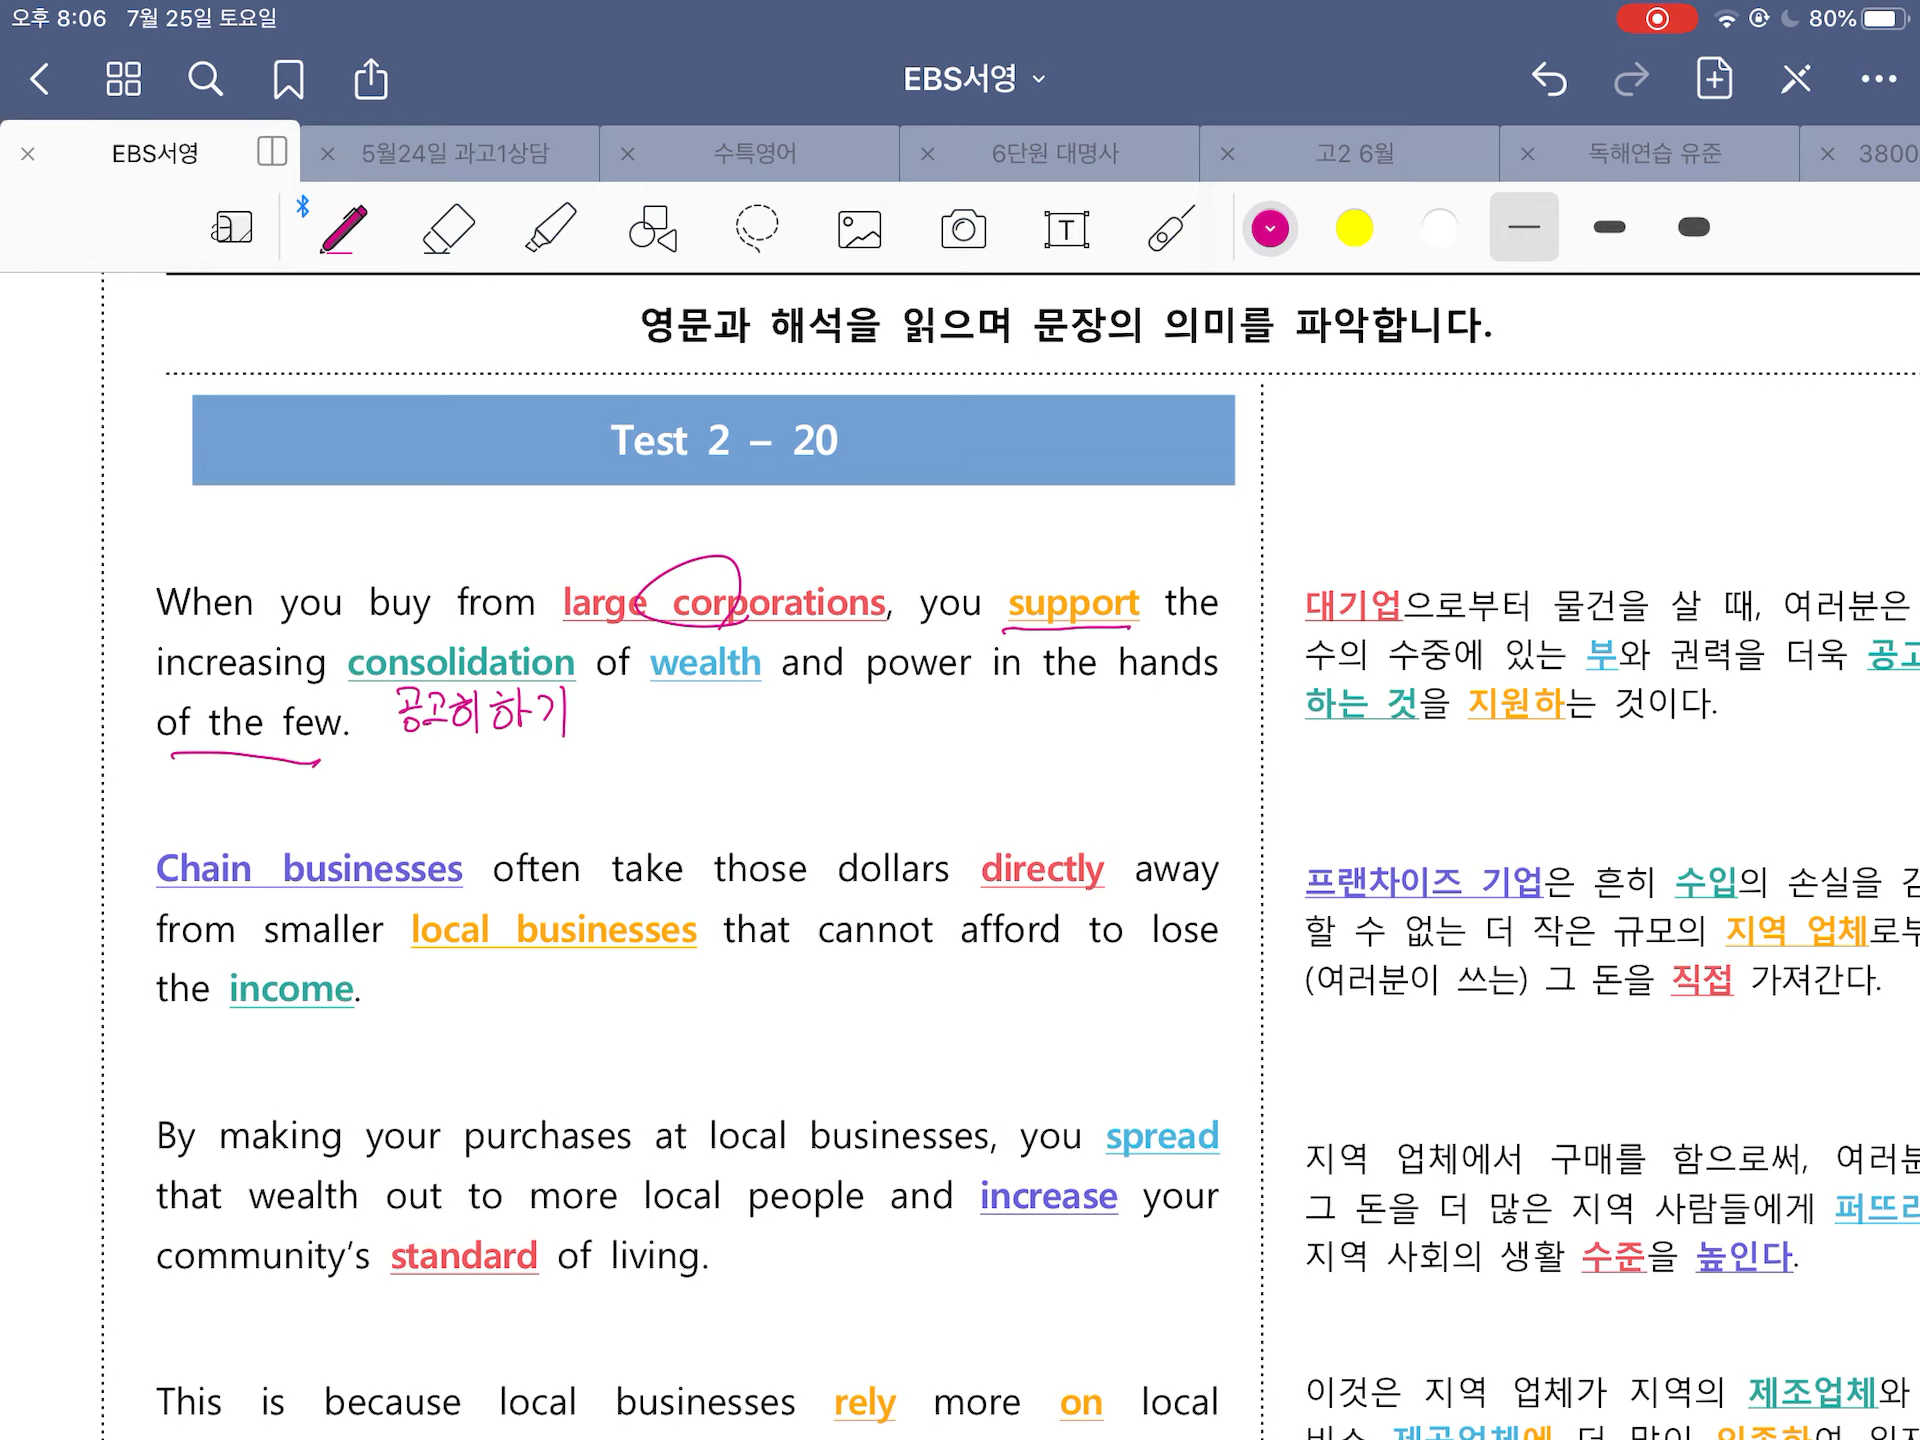 오후 8:06 7월 25일 토요일
80%
EBS서영
EBS서영
5월24일 과고1상담
수특영어
6단원 대명사
고2 6월
독해연습 유준
3800
영문과 해석을 읽으며 문장의 의미를 파악합니다.
Test 2 – 20
When you buy from large corporations, you support the
increasing consolidation of wealth and power in the hands
of the few. 공고히하기
Chain businesses often take those dollars directly away
from smaller local businesses that cannot afford to lose
the income.
By making your purchases at local businesses, you spread
that wealth out to more local people and increase your
community's standard of living.
This is because local businesses rely more on local
대기업으로부터 물건을 살 때, 여러분은
수의 수중에 있는 부와 권력을 더욱 공고
하는 것을 지원하는 것이다.
프랜차이즈 기업은 흔히 수입의 손실을 감
할 수 없는 더 작은 규모의 지역 업체로부
(여러분이 쓰는) 그 돈을 직접 가져간다.
지역 업체에서 구매를 함으로써, 여러분
그 돈을 더 많은 지역 사람들에게 퍼뜨리
지역 사회의 생활 수준을 높인다.
이것은 지역 업체가 지역의 제조업체와